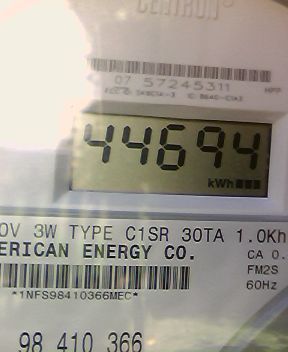 CENTRON®
07 57245311
44694
kWh
0V 3W TYPE C1SR 30TA 1.0Kh
ERICAN ENERGY CO.
CA 0.
FM2S
*1NFS98410366MEC*
60Hz
98 410 366